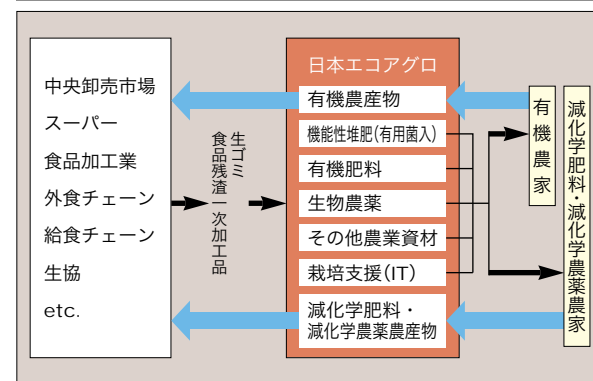 中央卸売市場
スーパー
食品加工業
外食チェーン
給食チェーン
生協
etc.
生ゴミ
食品残渣一次加工品
日本エコアグロ
有機農産物
機能性堆肥(有用菌入)
有機肥料
生物農薬
その他農業資材
栽培支援(IT)
減化学肥料・
減化学農薬農産物
有機農家
減化学肥料・減化学農薬農家